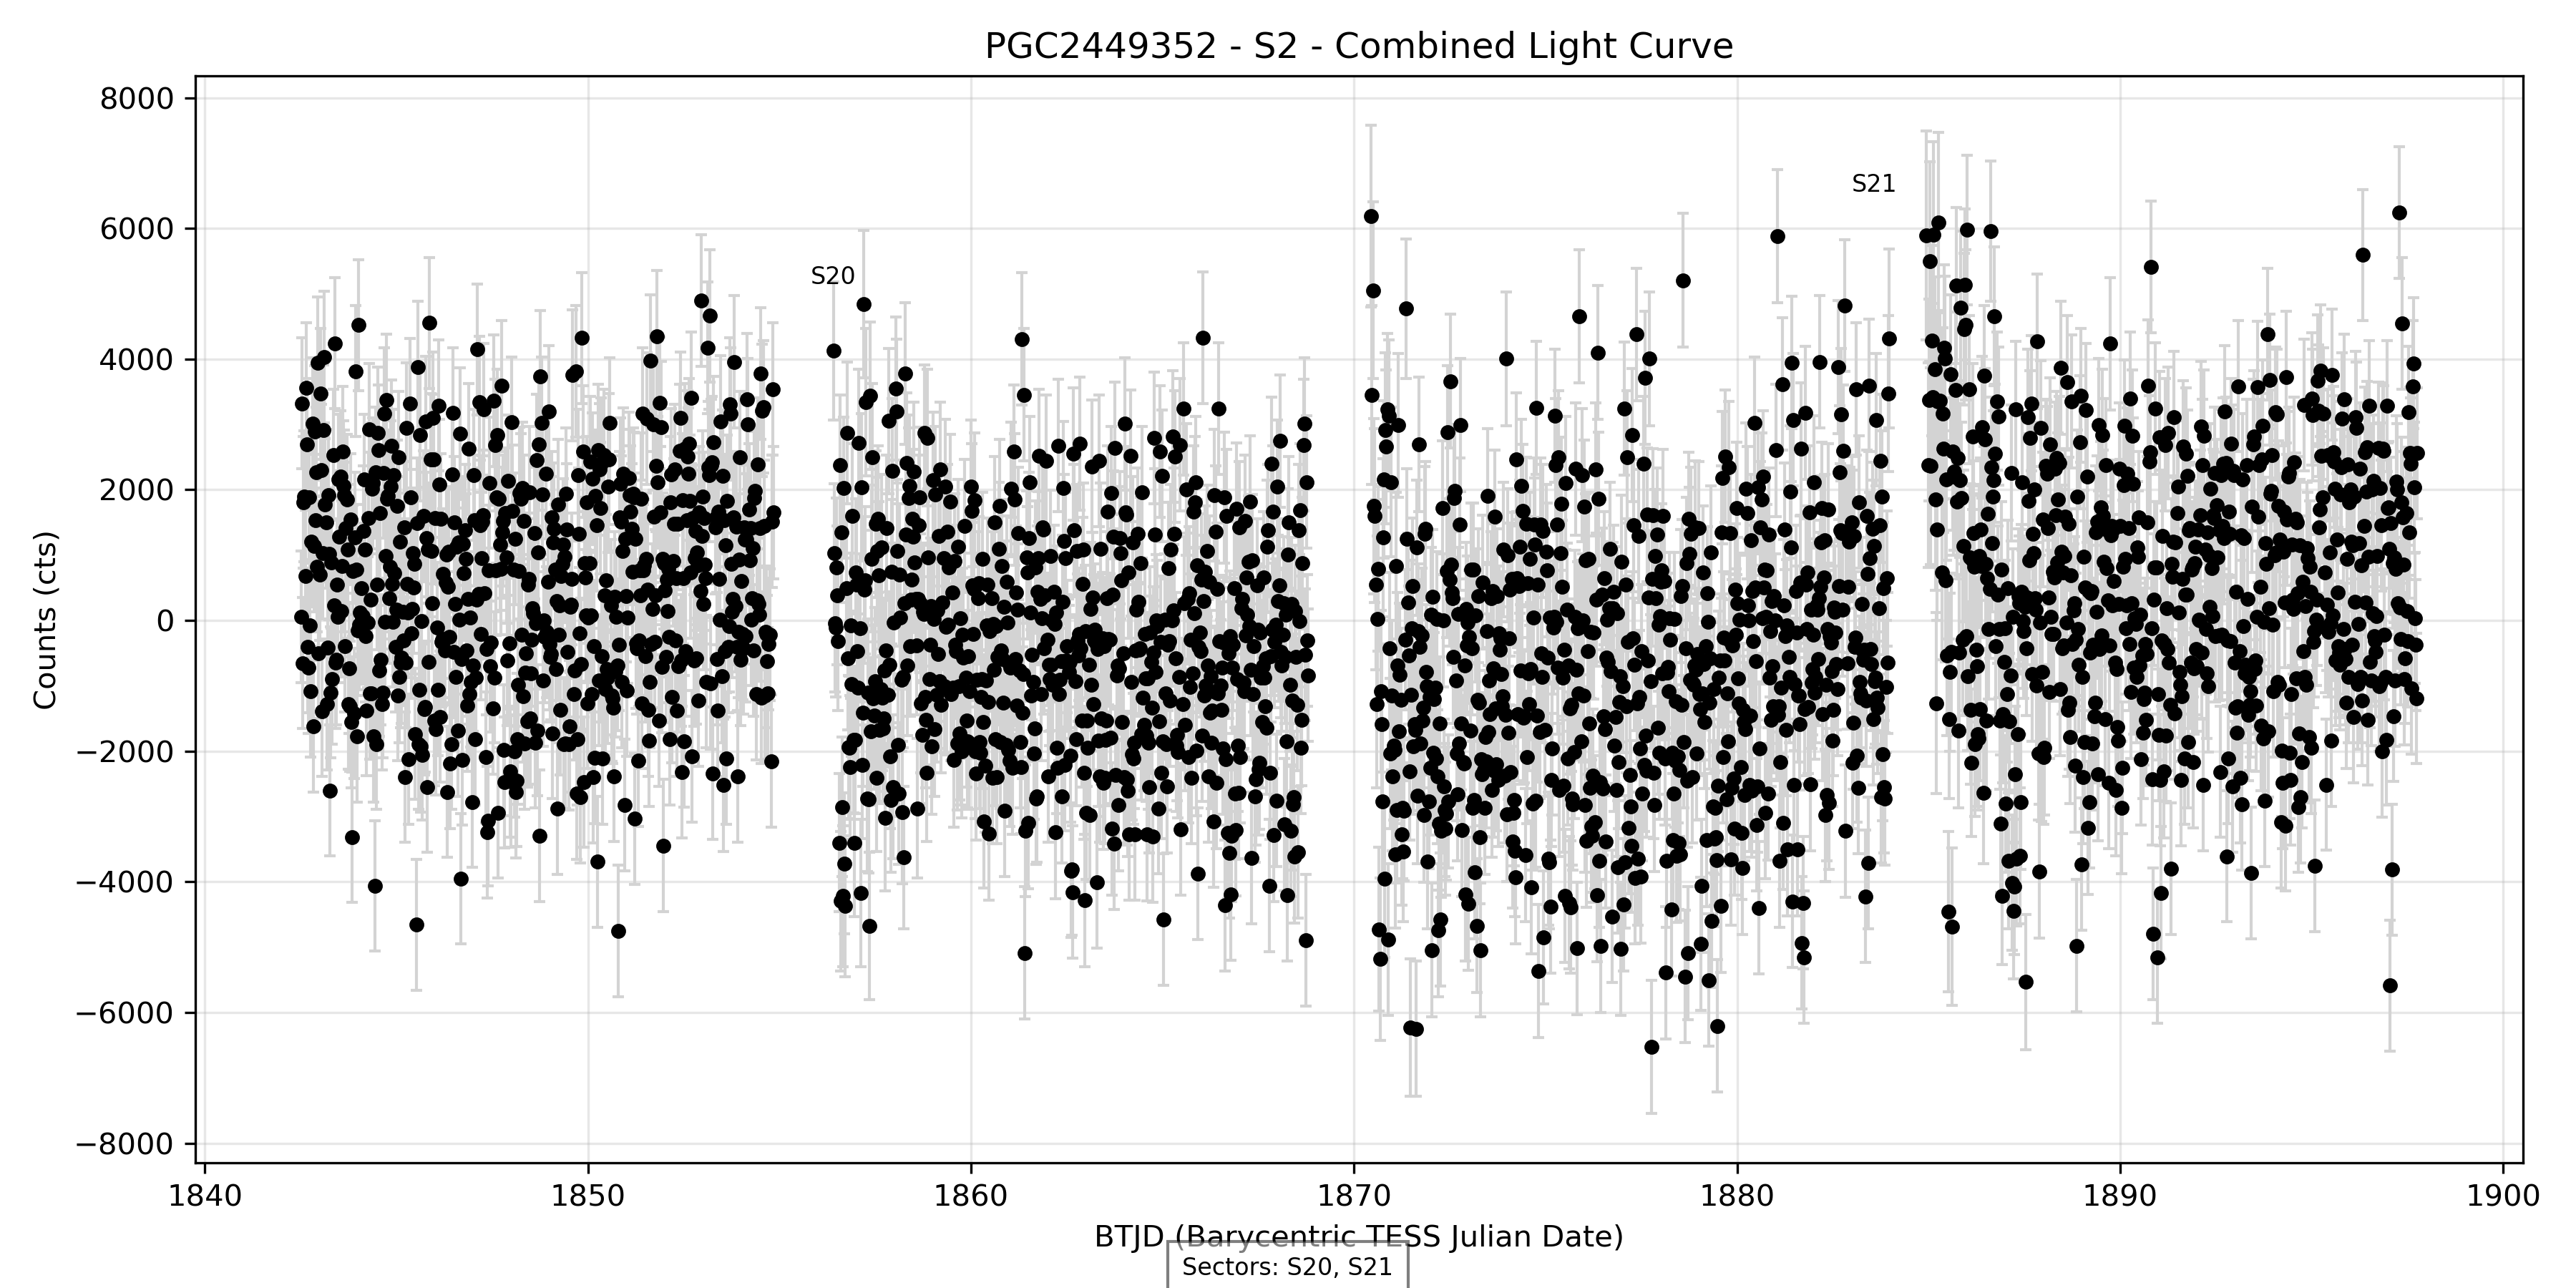 PGC2449352 - S2 - Combined Light Curve
8000
6000
4000
2000
0
−2000
−4000
−6000
−8000
Counts (cts)
S20
S21
1840 1850 1860 1870 1880 1890 1900
BTJD (Barycentric TESS Julian Date)
Sectors: S20, S21